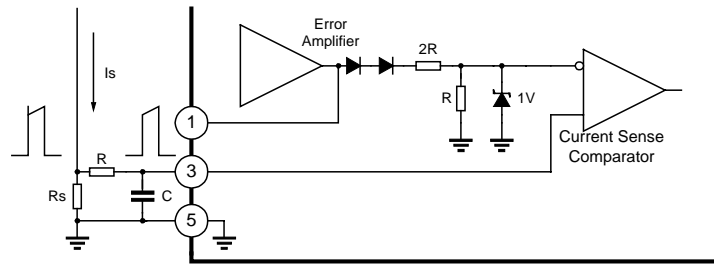 Error
Amplifier
2R
Is
R
1V
1
Current Sense
Comparator
R
3
Rs
C
5